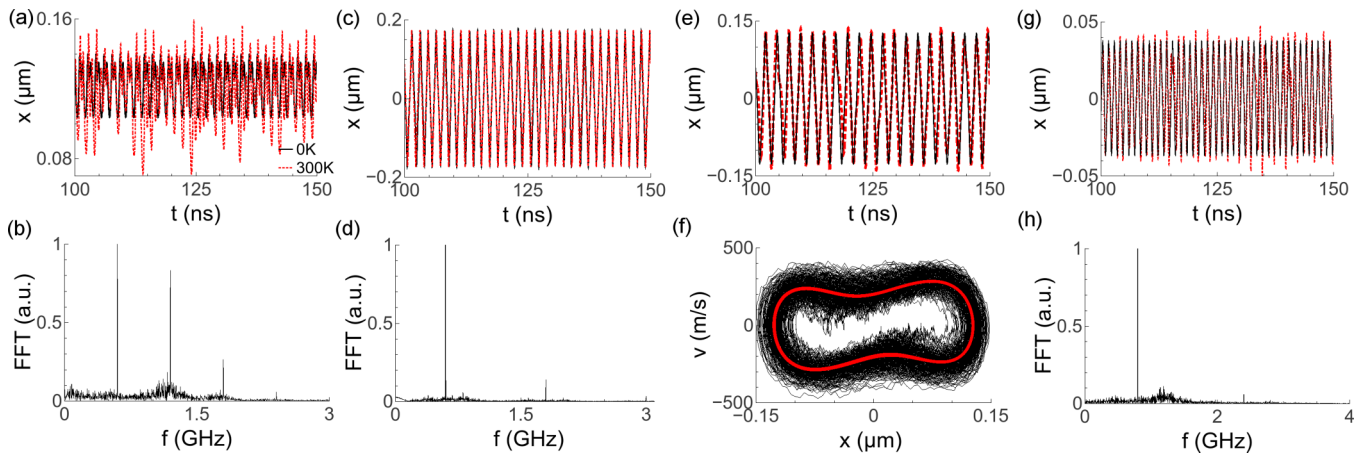 (a)
0.16
x (µm)
0.12
0.08
0K
300K
100
125
150
t (ns)
(c)
0.2
x (µm)
0
-0.2
100
125
150
t (ns)
(e)
0.15
x (µm)
0
-0.15
100
125
150
t (ns)
(g)
0.05
x (µm)
0
-0.05
100
125
150
t (ns)
(b)
1
FFT (a.u.)
0.5
0
0
1.5
3
f (GHz)
(d)
1
FFT (a.u.)
0.5
0
0
1.5
3
f (GHz)
(f)
500
v (m/s)
0
-500
-0.15
0
0.15
x (µm)
(h)
1
FFT (a.u.)
0.5
0
0
2
4
f (GHz)